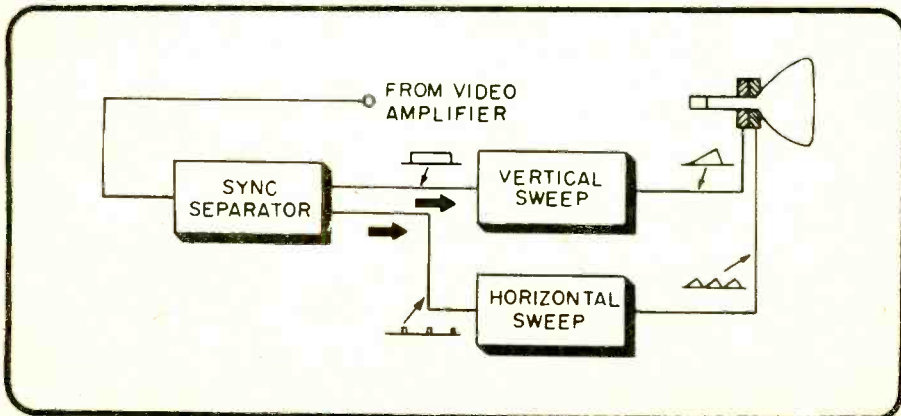 FROM VIDEO
AMPLIFIER
SYNC
SEPARATOR
VERTICAL
SWEEP
HORIZONTAL
SWEEP